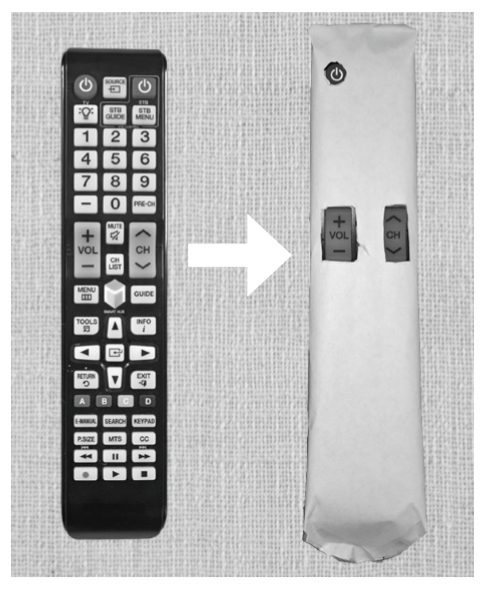 SOURCE
TV
STB
STB GUIDE
STB MENU
1 2 3
4 5 6
7 8 9
- 0 PRE-CH
+ VOL -
MUTE
CH
CH LIST
MENU
GUIDE
SMART HUB
TOOLS
INFO
i
RETURN
EXIT
A B C D
E-MANUAL SEARCH KEYPAD
P.SIZE MTS CC
+ VOL -
CH